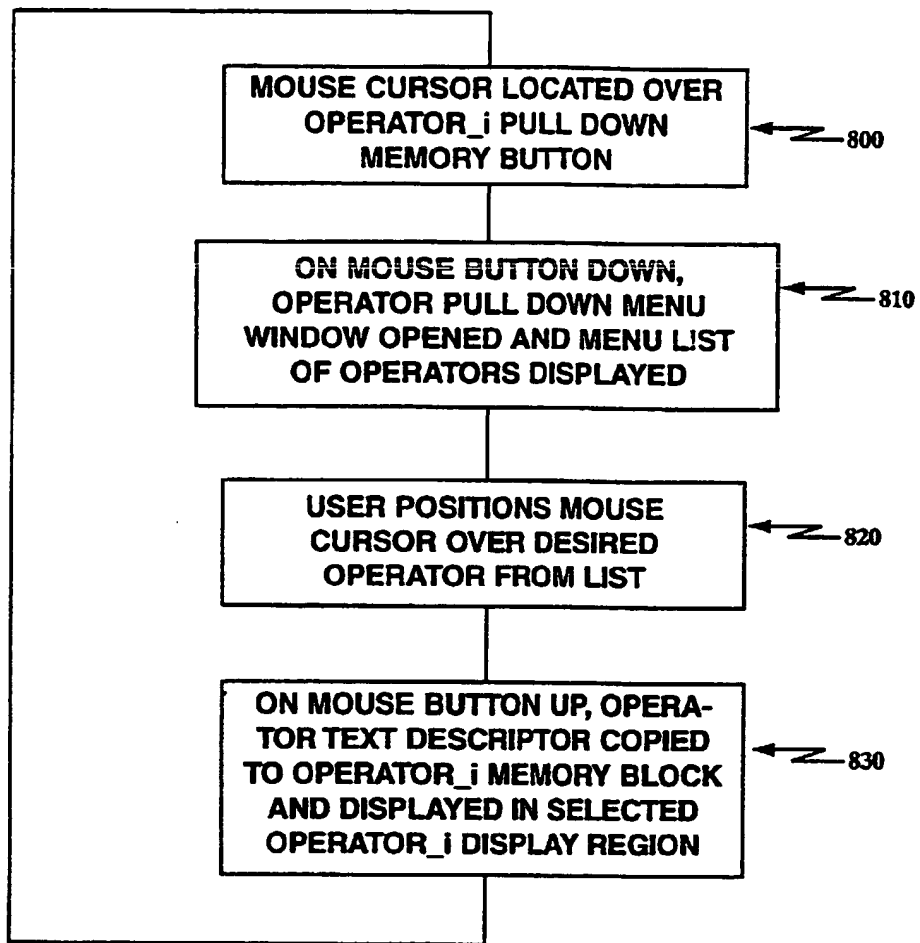 MOUSE CURSOR LOCATED OVER
OPERATOR_i PULL DOWN
MEMORY BUTTON
800
ON MOUSE BUTTON DOWN,
OPERATOR PULL DOWN MENU
WINDOW OPENED AND MENU LIST
OF OPERATORS DISPLAYED
810
USER POSITIONS MOUSE
CURSOR OVER DESIRED
OPERATOR FROM LIST
820
ON MOUSE BUTTON UP, OPERA-
TOR TEXT DESCRIPTOR COPIED
TO OPERATOR_i MEMORY BLOCK
AND DISPLAYED IN SELECTED
OPERATOR_i DISPLAY REGION
830